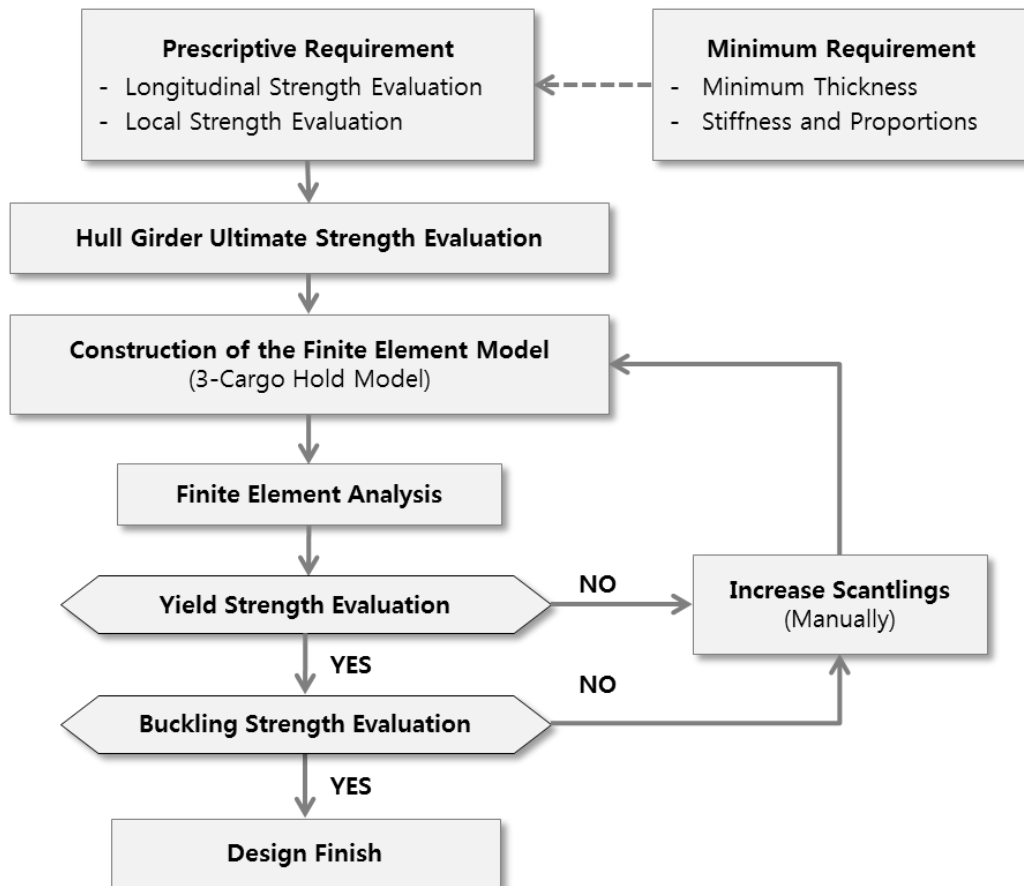 Prescriptive Requirement
- Longitudinal Strength Evaluation
- Local Strength Evaluation
Minimum Requirement
- Minimum Thickness
- Stiffness and Proportions
Hull Girder Ultimate Strength Evaluation
Construction of the Finite Element Model
(3-Cargo Hold Model)
Finite Element Analysis
Yield Strength Evaluation
NO
Increase Scantlings
(Manually)
YES
Buckling Strength Evaluation
NO
YES
Design Finish